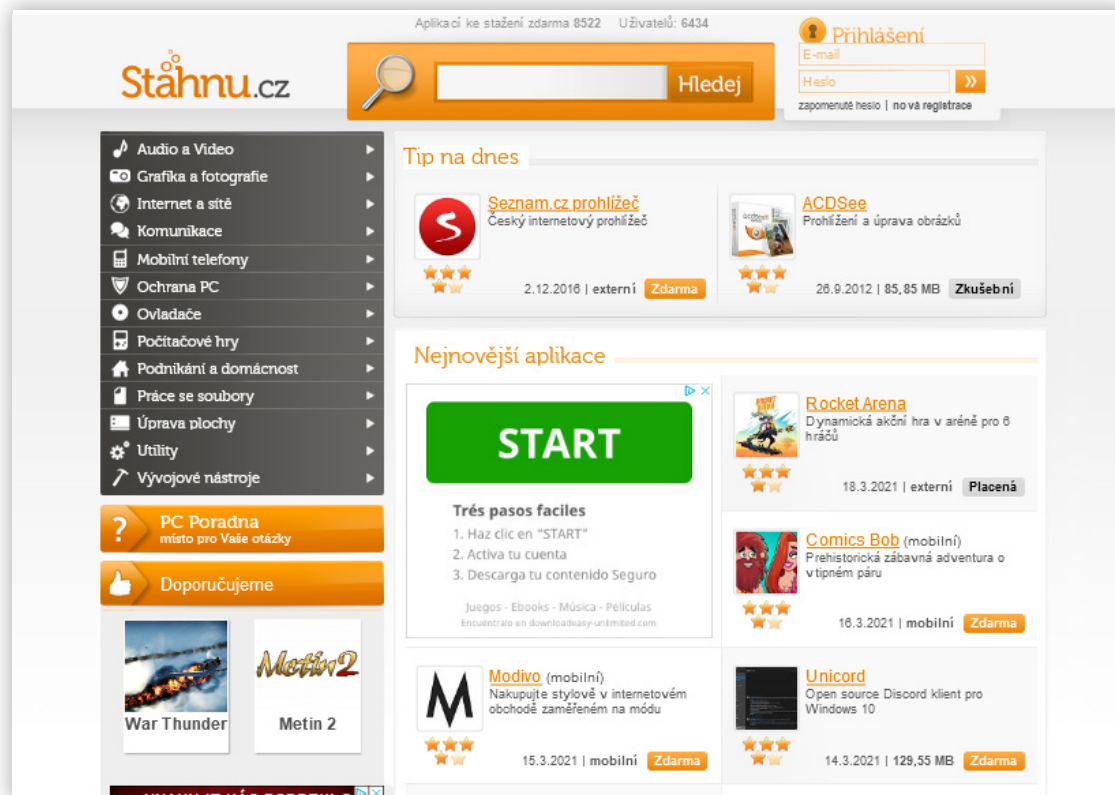 Aplikací ke stažení zdarma 8522 Uživatelů: 6434
Stáhnu.cz
Hledej
Přihlášení
E-mail
Heslo
zapomenuté heslo | nová registrace
Audio a Video
Grafika a fotografie
Internet a sítě
Komunikace
Mobilní telefony
Ochrana PC
Ovladače
Počítačové hry
Podnikání a domácnost
Práce se soubory
Úprava plochy
Utility
Vývojové nástroje
PC Poradna
místo pro Vaše otázky
Doporučujeme
War Thunder
Metin2
Metin 2
Tip na dnes
Seznam.cz prohlížeč
Český internetový prohlížeč
2.12.2016 | externí Zdarma
ACDSee
Prohlížení a úprava obrázků
26.9.2012 | 85,85 MB Zkušební
Nejnovější aplikace
START
Trés pasos faciles
1. Haz clic en "START"
2. Activa tu cuenta
3. Descarga tu contenido Seguro
Juegos - Ebooks - Música - Películas
Encuéntralo en downloadeasy-unlimited.com
Rocket Arena
Dynamická akční hra v aréně pro 6
hráčů
18.3.2021 | externí Placená
Comics Bob (mobilní)
Prehistorická zábavná adventura o
vtipném páru
16.3.2021 | mobilní Zdarma
Modivo (mobilní)
Nakupujte stylově v internetovém
obchodě zaměřeném na módu
15.3.2021 | mobilní Zdarma
Unicord
Open source Discord klient pro
Windows 10
14.3.2021 | 129,55 MB Zdarma